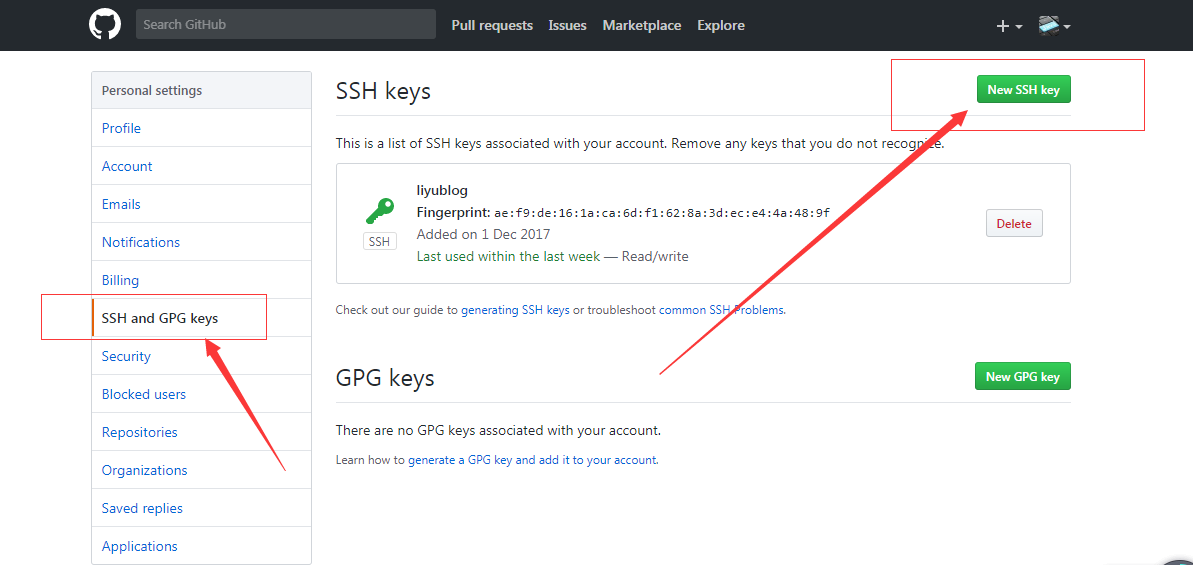 Search GitHub
Pull requests
Issues
Marketplace
Explore
Personal settings
Profile
Account
Emails
Notifications
Billing
SSH and GPG keys
Security
Blocked users
Repositories
Organizations
Saved replies
Applications
SSH keys
New SSH key
This is a list of SSH keys associated with your account. Remove any keys that you do not recognize.
liyublog
Fingerprint: ae:f9:de:16:1a:ca:6d:f1:62:8a:3d:ec:e4:4a:48:9f
SSH
Added on 1 Dec 2017
Last used within the last week — Read/write
Delete
Check out our guide to generating SSH keys or troubleshoot common SSH Problems.
GPG keys
New GPG key
There are no GPG keys associated with your account.
Learn how to generate a GPG key and add it to your account.